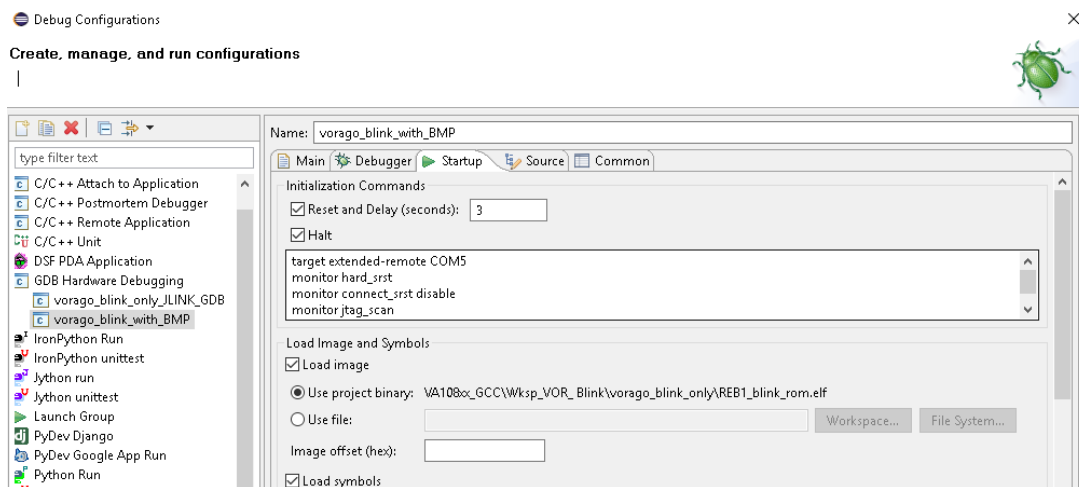 Debug Configurations
Create, manage, and run configurations
type filter text
C/C++ Attach to Application
C/C++ Postmortem Debugger
C/C++ Remote Application
C/C++ Unit
DSF PDA Application
GDB Hardware Debugging
vorago_blink_only_JLINK_GDB
vorago_blink_with_BMP
IronPython Run
IronPython unittest
Jython run
Jython unittest
Launch Group
PyDev Django
PyDev Google App Run
Python Run
Name: vorago_blink_with_BMP
Main Debugger Startup Source Common
Initialization Commands
Reset and Delay (seconds): 3
Halt
target extended-remote COM5
monitor hard_srst
monitor connect_srst disable
monitor jtag_scan
Load Image and Symbols
Load image
Use project binary: VA108xx_GCC\Wksp_VOR_ Blink\vorago_blink_only\REB1_blink_rom.elf
Use file: Workspace... File System...
Image offset (hex):
Load symbols